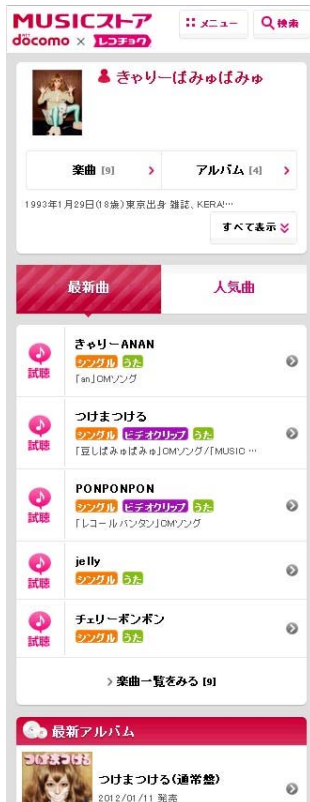 MUSICストア
メニュー
検索
döcomo × レコチョク
きゃりーぱみゅぱみゅ
楽曲 [9]
アルバム [4]
1993年1月29日(18歳)東京出身 雑誌、KERA!…
すべて表示
最新曲
人気曲
きゃりーANAN
試聴
シングル うた
「an」CMソング
つけまつける
試聴
シングル ビデオクリップ うた
「豆しぱみゅぱみゅ」CMソング/「MUSIC …
PONPONPON
試聴
シングル ビデオクリップ うた
「レコールバンタン」CMソング
jelly
試聴
シングル うた
チェリーボンボン
試聴
シングル うた
楽曲一覧をみる [9]
最新アルバム
つけまつける
つけまつける(通常盤)
2012/01/11 発売